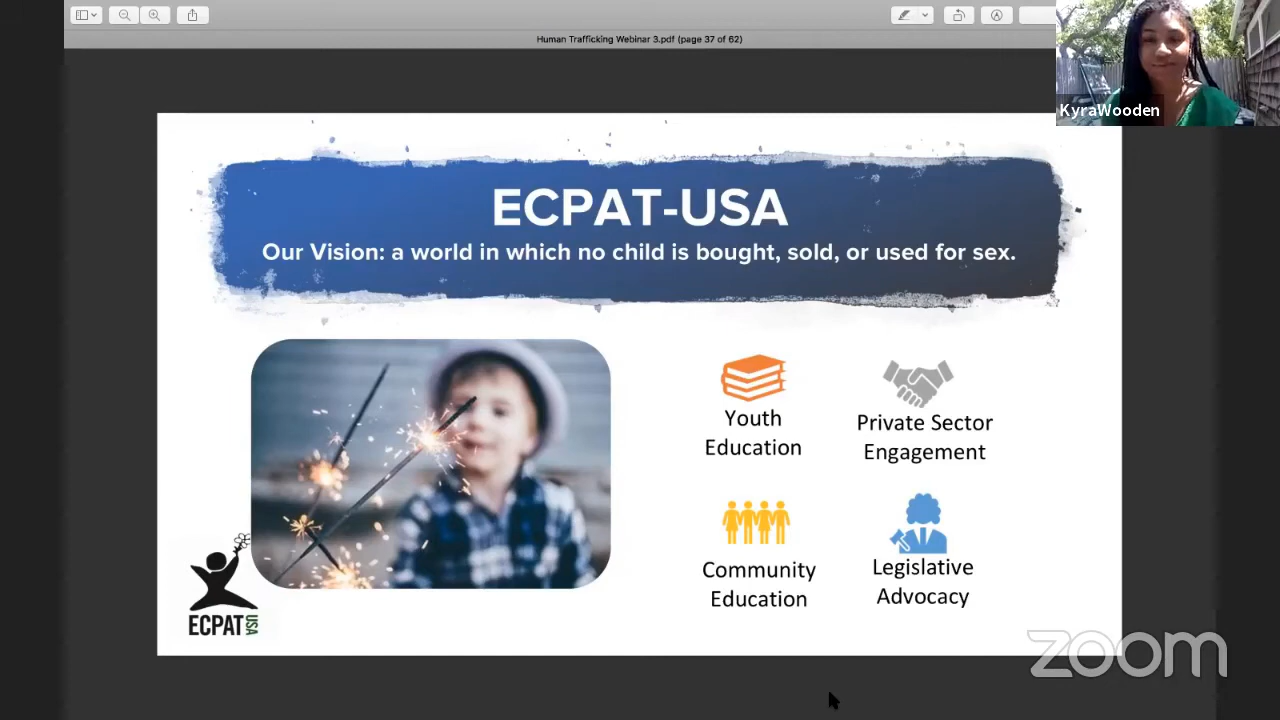 Human Trafficking Webinar 3.pdf (page 37 of 62)
KyraWooden
ECPAT-USA
Our Vision: a world in which no child is bought, sold, or used for sex.
Youth
Education
Private Sector
Engagement
Community
Education
Legislative
Advocacy
ECPAT USA
zoom